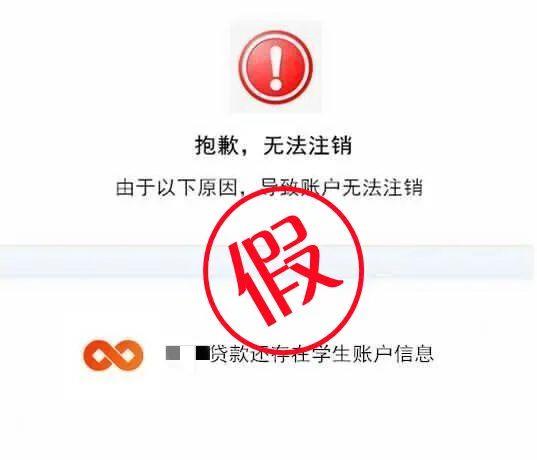 抱歉，无法注销
由于以下原因，导致账户无法注销
假
贷款还存在学生账户信息